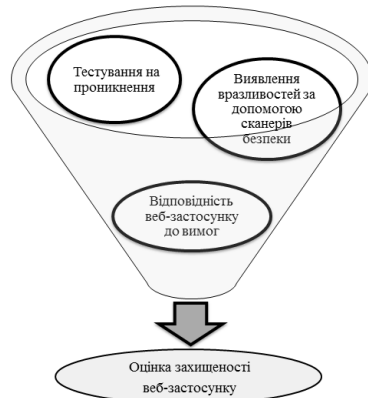 Тестування на
проникнення
Виявлення
вразливостей за
допомогою
сканерів
безпеки
Відповідність
веб-застосунку
до вимог
Оцінка захищеності
веб-застосунку